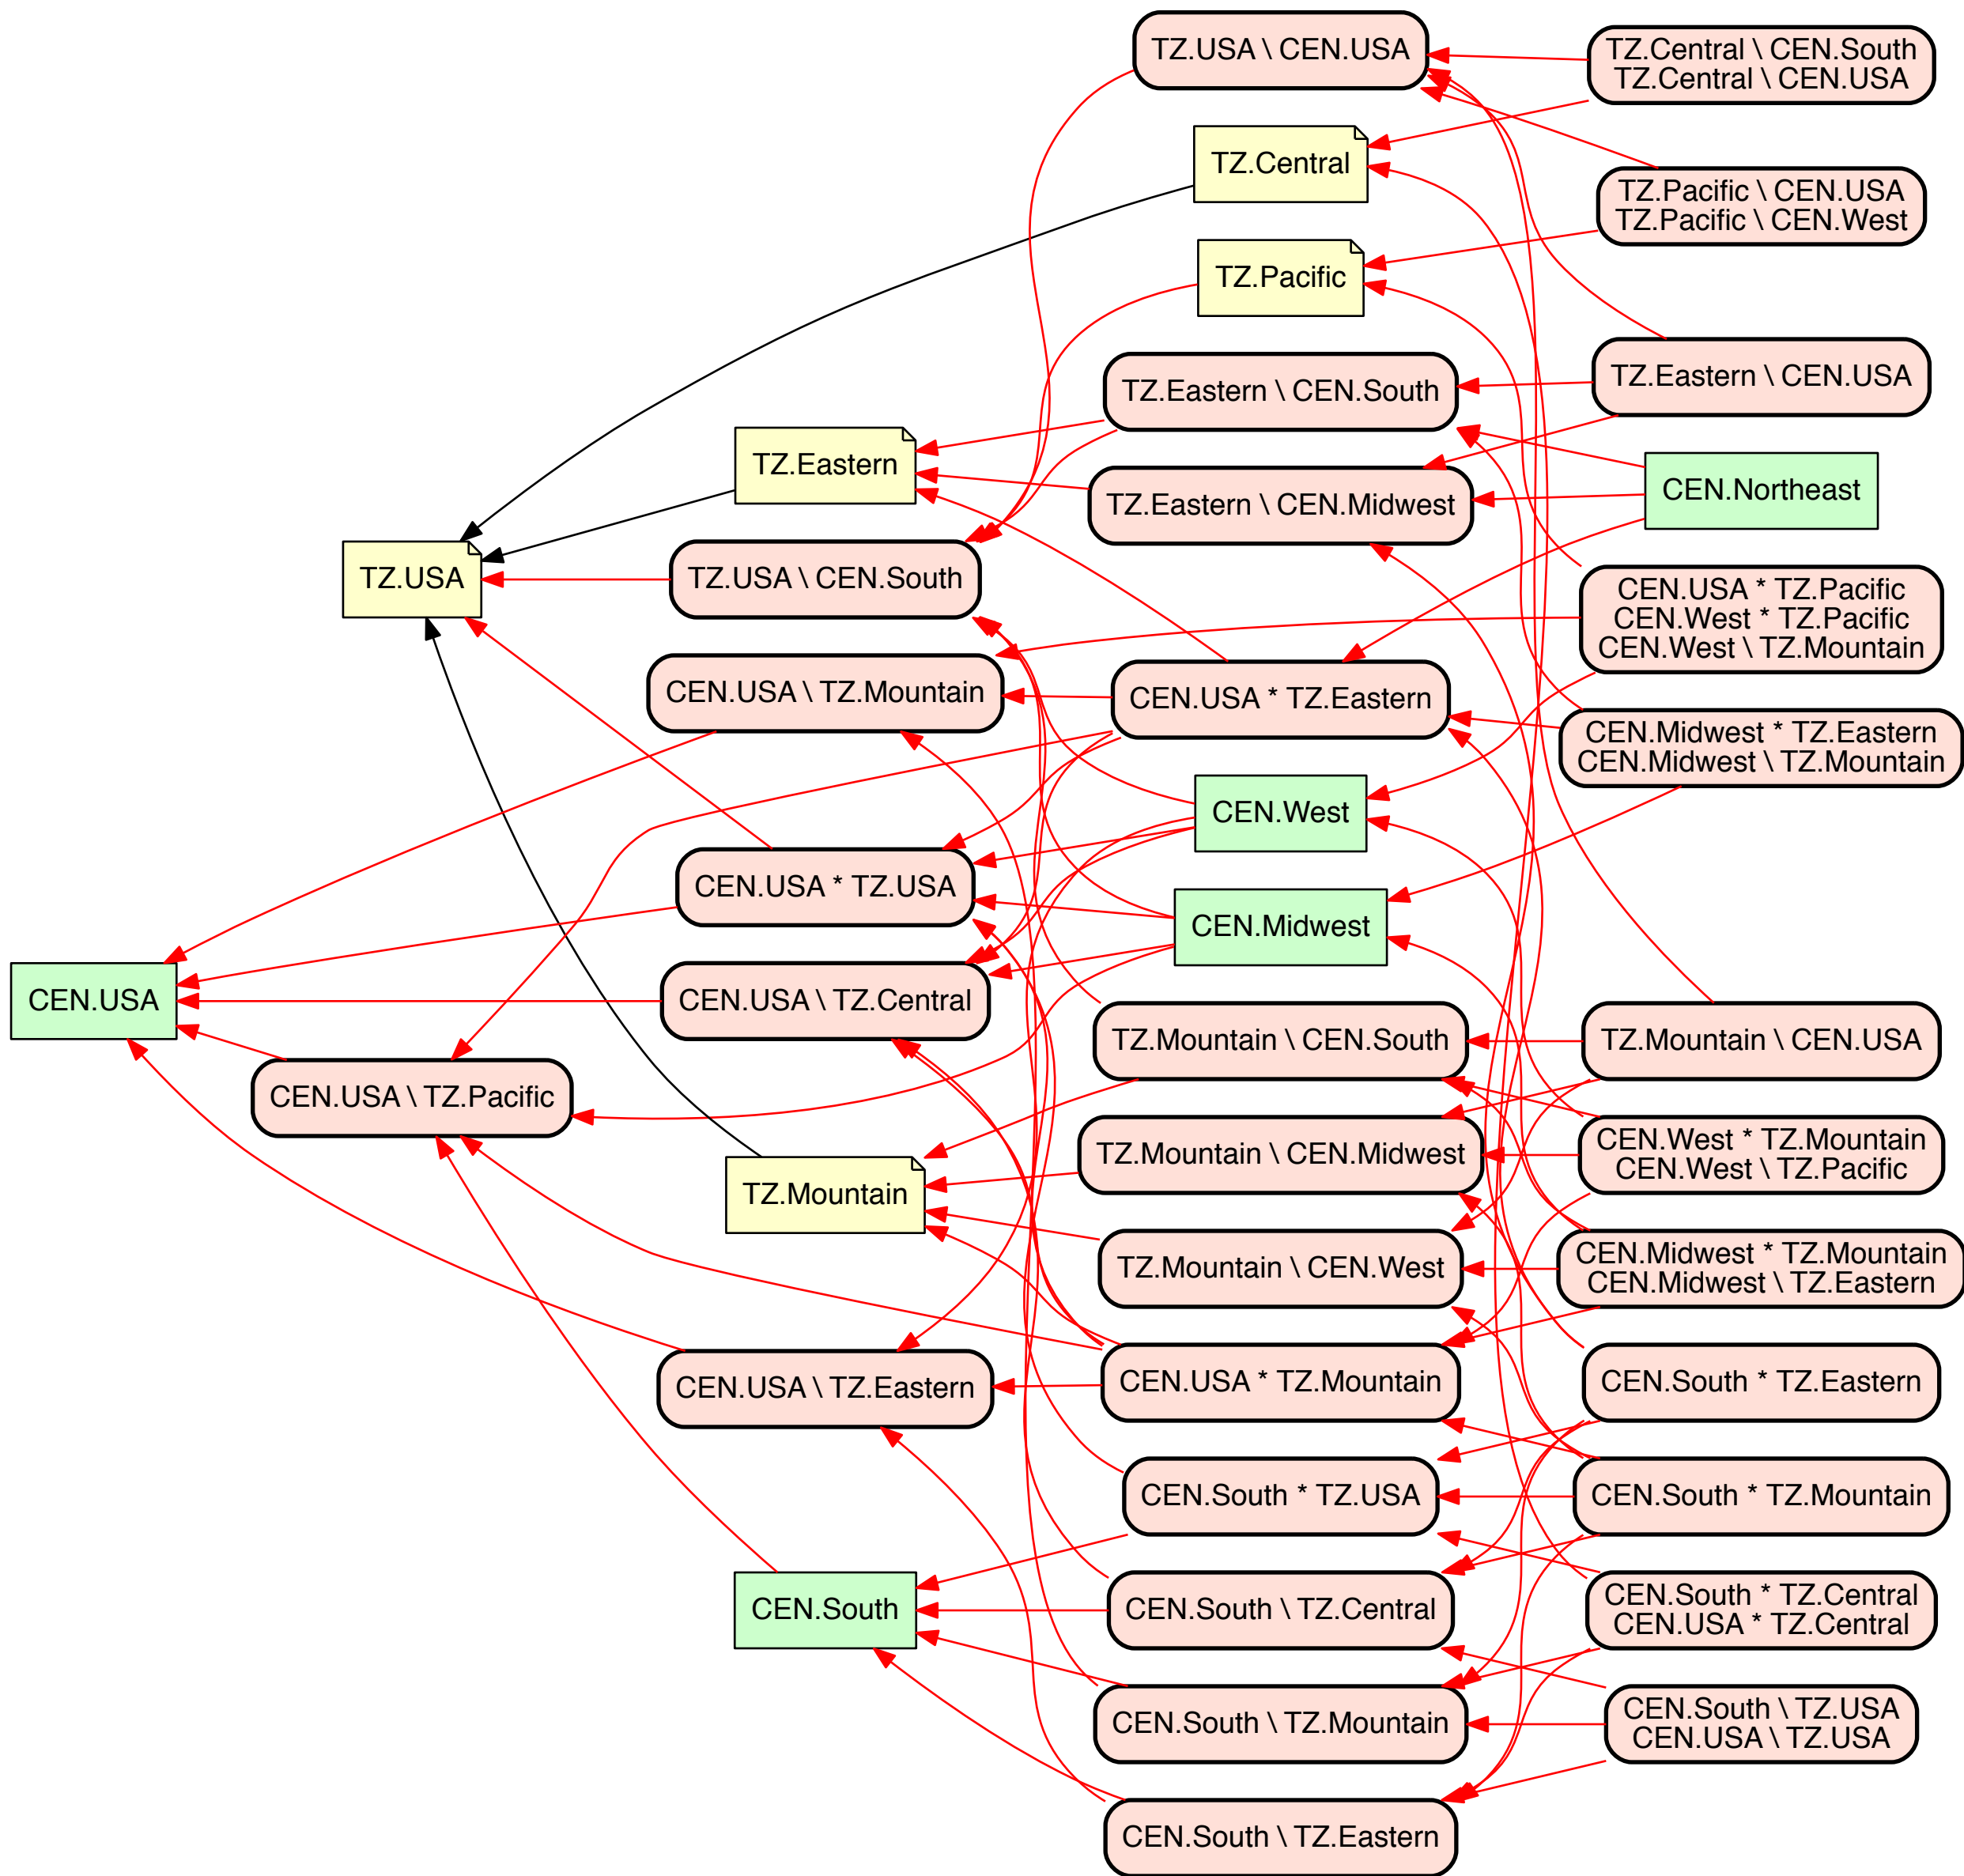 TZ.USA \ CEN.USA
TZ.Central \ CEN.South
TZ.Central \ CEN.USA
TZ.Central
TZ.Pacific \ CEN.USA
TZ.Pacific \ CEN.West
TZ.Pacific
TZ.Eastern \ CEN.South
TZ.Eastern \ CEN.USA
TZ.Eastern
TZ.Eastern \ CEN.Midwest
CEN.Northeast
TZ.USA
TZ.USA \ CEN.South
CEN.USA * TZ.Pacific
CEN.West * TZ.Pacific
CEN.West \ TZ.Mountain
CEN.USA \ TZ.Mountain
CEN.USA * TZ.Eastern
CEN.Midwest * TZ.Eastern
CEN.Midwest \ TZ.Mountain
CEN.West
CEN.USA * TZ.USA
CEN.Midwest
CEN.USA
CEN.USA \ TZ.Central
TZ.Mountain \ CEN.South
TZ.Mountain \ CEN.USA
CEN.USA \ TZ.Pacific
TZ.Mountain \ CEN.Midwest
CEN.West * TZ.Mountain
CEN.West \ TZ.Pacific
TZ.Mountain
TZ.Mountain \ CEN.West
CEN.Midwest * TZ.Mountain
CEN.Midwest \ TZ.Eastern
CEN.USA \ TZ.Eastern
CEN.USA * TZ.Mountain
CEN.South * TZ.Eastern
CEN.South * TZ.USA
CEN.South * TZ.Mountain
CEN.South
CEN.South \ TZ.Central
CEN.South * TZ.Central
CEN.USA * TZ.Central
CEN.South \ TZ.Mountain
CEN.South \ TZ.USA
CEN.USA \ TZ.USA
CEN.South \ TZ.Eastern